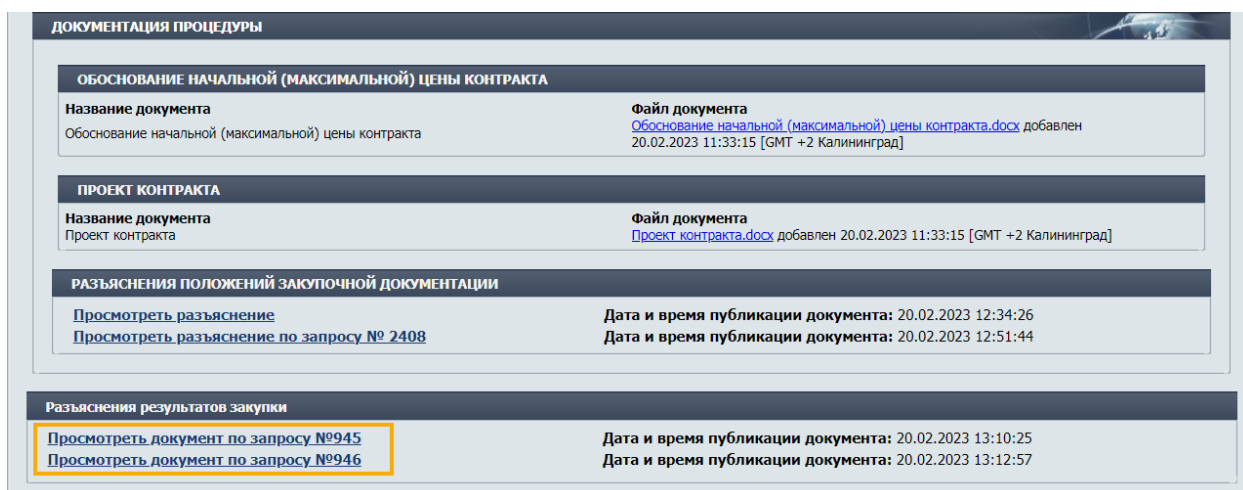 ДОКУМЕНТАЦИЯ ПРОЦЕДУРЫ
ОБОСНОВАНИЕ НАЧАЛЬНОЙ (МАКСИМАЛЬНОЙ) ЦЕНЫ КОНТРАКТА
Название документа
Обоснование начальной (максимальной) цены контракта
Файл документа
Обоснование начальной (максимальной) цены контракта.docx добавлен
20.02.2023 11:33:15 [GMT +2 Калининград]
ПРОЕКТ КОНТРАКТА
Название документа
Проект контракта
Файл документа
Проект контракта.docx добавлен 20.02.2023 11:33:15 [GMT +2 Калининград]
РАЗЪЯСНЕНИЯ ПОЛОЖЕНИЙ ЗАКУПОЧНОЙ ДОКУМЕНТАЦИИ
Просмотреть разъяснение Дата и время публикации документа: 20.02.2023 12:34:26
Просмотреть разъяснение по запросу № 2408 Дата и время публикации документа: 20.02.2023 12:51:44
Разъяснения результатов закупки
Просмотреть документ по запросу №945 Дата и время публикации документа: 20.02.2023 13:10:25
Просмотреть документ по запросу №946 Дата и время публикации документа: 20.02.2023 13:12:57